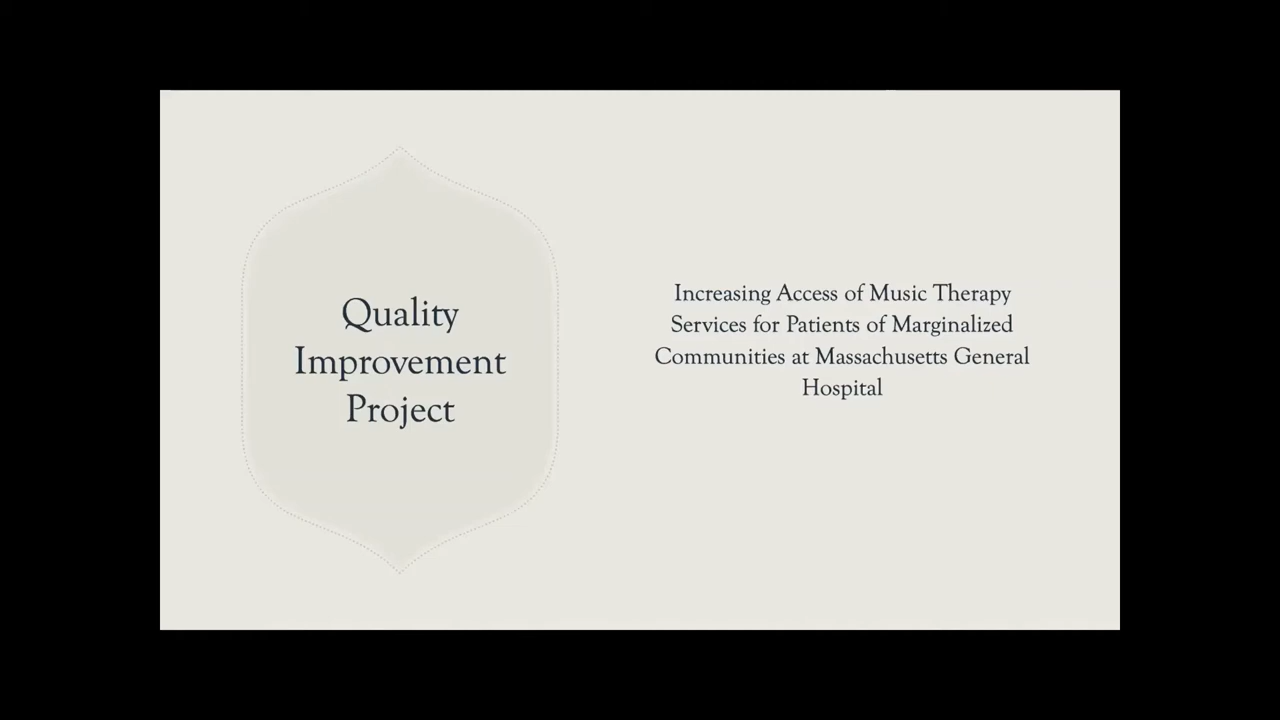 Quality
Improvement
Project
Increasing Access of Music Therapy
Services for Patients of Marginalized
Communities at Massachusetts General
Hospital